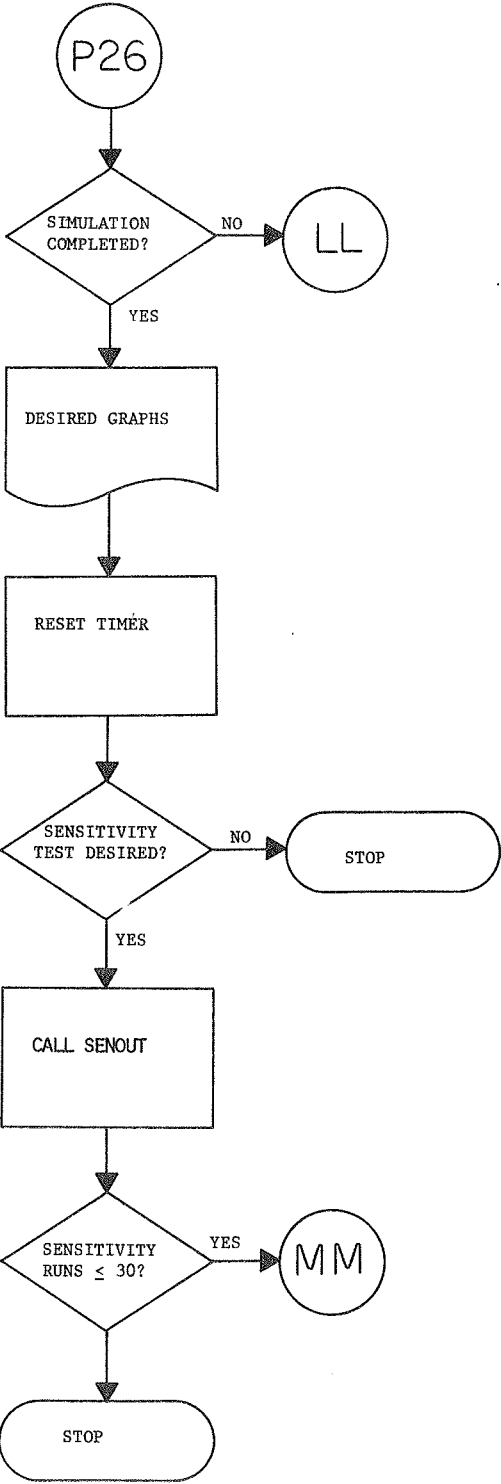 P26
SIMULATION
COMPLETED?
NO
LL
YES
DESIRED GRAPHS
RESET TIMER
SENSITIVITY
TEST DESIRED?
NO
STOP
YES
CALL SENOUT
SENSITIVITY
RUNS ≤ 30?
YES
MM
STOP